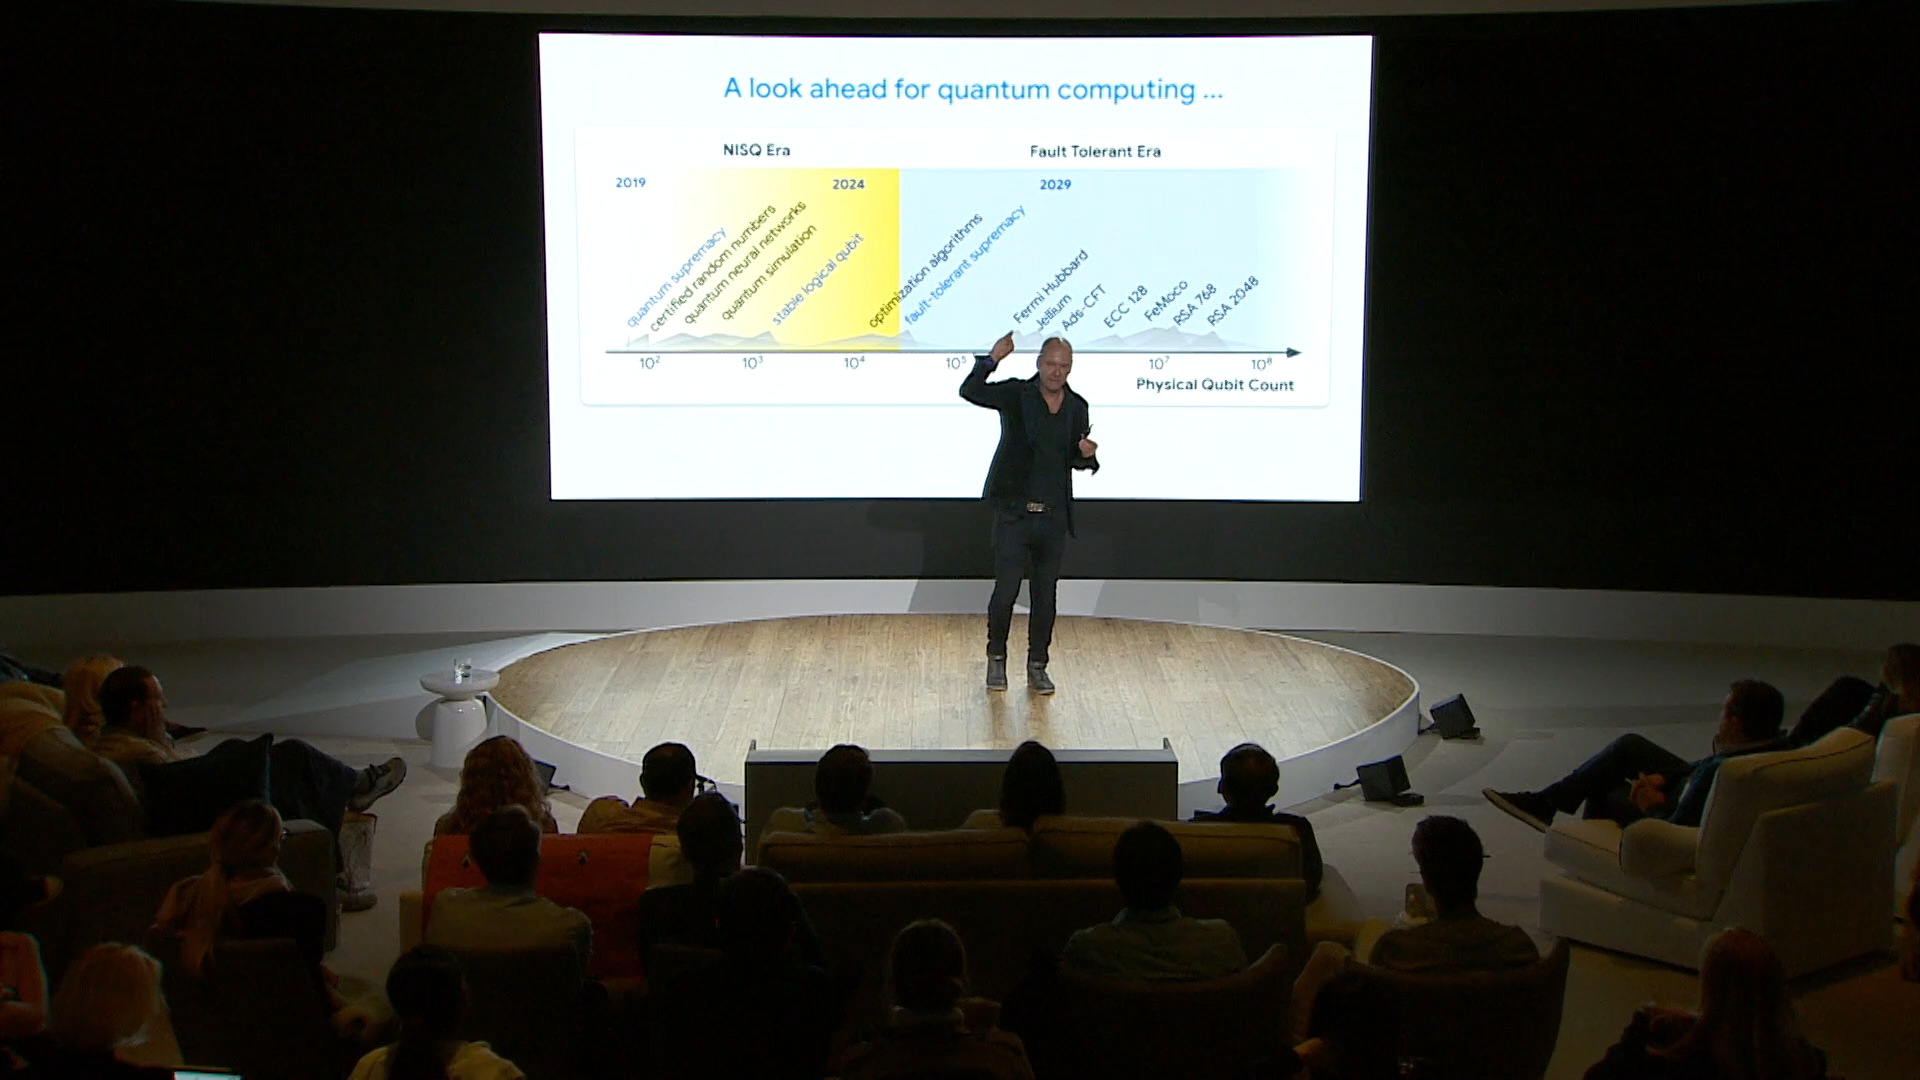 A look ahead for quantum computing ...
NISQ Era
Fault Tolerant Era
2019
2024
2029
quantum supremacy
certified random numbers
quantum neural networks
quantum simulation
stable logical qubit
optimization algorithms
fault-tolerant supremacy
Fermi Hubbard
Jellium
Ads-CFT
ECC 128
FeMoco
RSA 768
RSA 2048
10²
10³
10⁴
10⁵
10⁷
10⁸
Physical Qubit Count